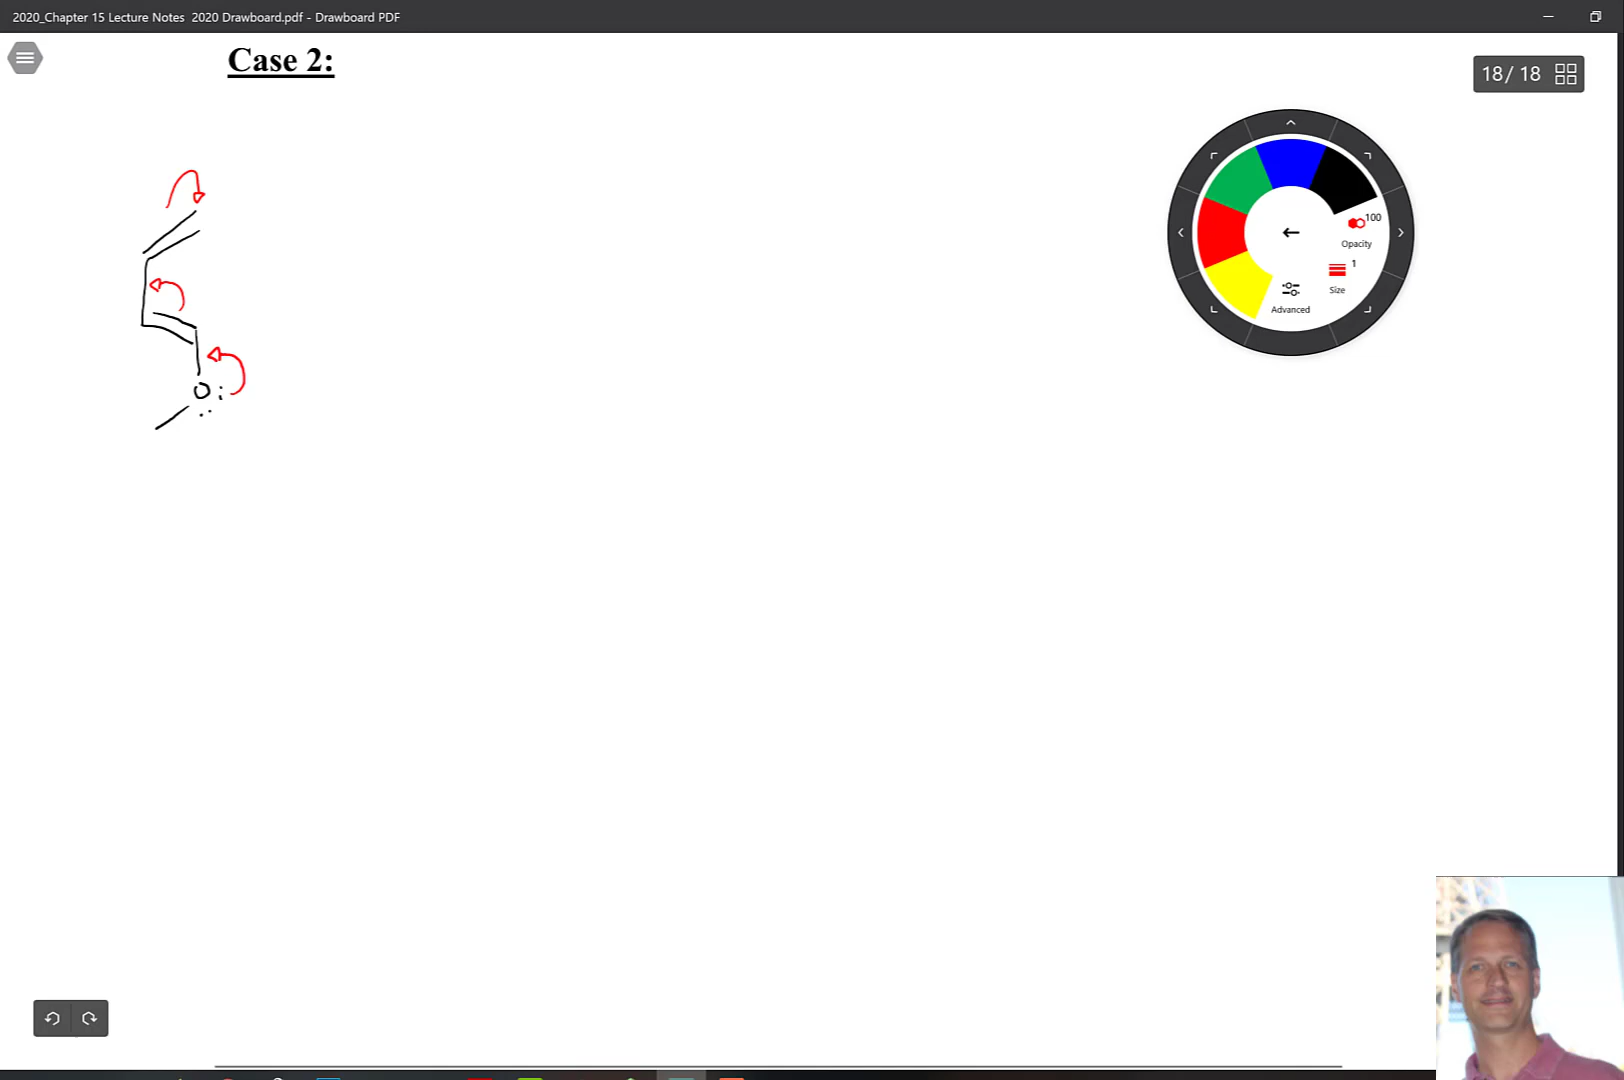 2020_Chapter 15 Lecture Notes  2020 Drawboard.pdf - Drawboard PDF
Case 2:
18 / 18
100
Opacity
1
Size
Advanced
O